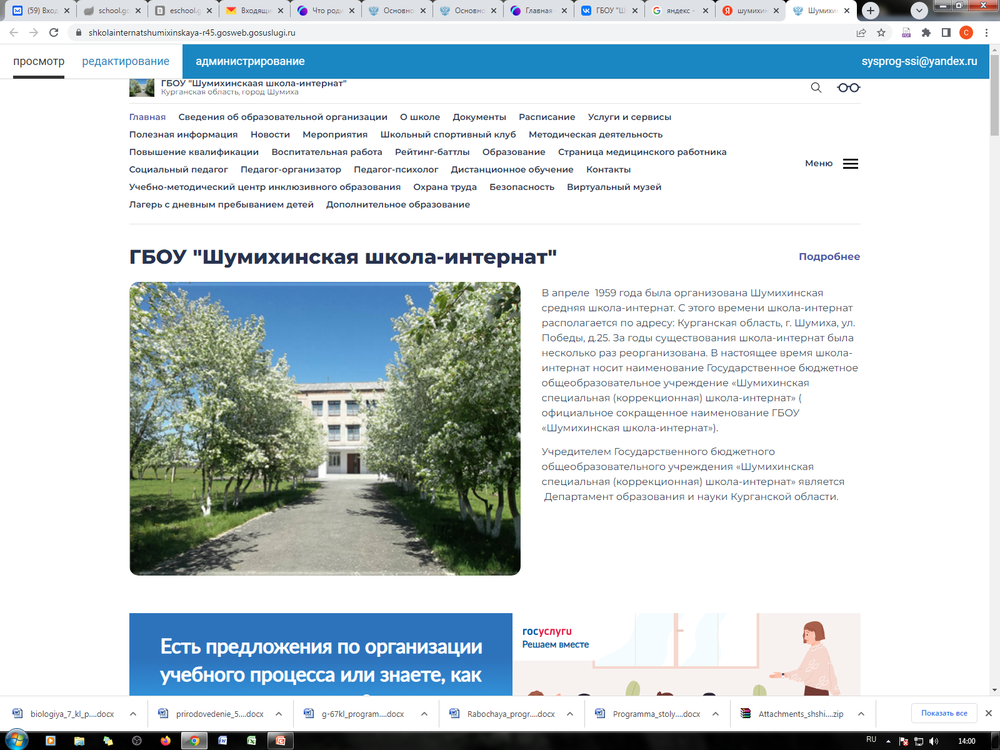 (59) Вход
school.gc
eschool.g
Входящи
Что роди
Основно
Основно
Главная
ГБОУ "Ш
яндекс -
шумихин
Шумихин
shkolainternatshumixinskaya-r45.gosweb.gosuslugi.ru
просмотр редактирование администрирование sysprog-ssi@yandex.ru
ГБОУ "Шумихинскаая школа-интернат"
Курганская область, город Шумиха
Главная Сведения об образовательной организации О школе Документы Расписание Услуги и сервисы
Полезная информация Новости Мероприятия Школьный спортивный клуб Методическая деятельность
Повышение квалификации Воспитательная работа Рейтинг-баттлы Образование Страница медицинского работника
Социальный педагог Педагог-организатор Педагог-психолог Дистанционное обучение Контакты
Учебно-методический центр инклюзивного образования Охрана труда Безопасность Виртуальный музей
Лагерь с дневным пребыванием детей Дополнительное образование
Меню
ГБОУ "Шумихинская школа-интернат"
Подробнее
В апреле 1959 года была организована Шумихинская
средняя школа-интернат. С этого времени школа-интернат
располагается по адресу: Курганская область, г. Шумиха, ул.
Победы, д.25. За годы существования школа-интернат была
несколько раз реорганизована. В настоящее время школа-
интернат носит наименование Государственное бюджетное
общеобразовательное учреждение «Шумихинская
специальная (коррекционная) школа-интернат» (
официальное сокращенное наименование ГБОУ
«Шумихинская школа-интернат»).
Учредителем Государственного бюджетного
общеобразовательного учреждения «Шумихинская
специальная (коррекционная) школа-интернат» является
Департамент образования и науки Курганской области.
Есть предложения по организации
учебного процесса или знаете, как
госуслуги
Решаем вместе
biologiya_7_kl_p....docx
prirodovedenie_5....docx
g-67kl_program....docx
Rabochaya_progr....docx
Programma_stoly....docx
Attachments_shshi....zip
Показать все
RU
14:00